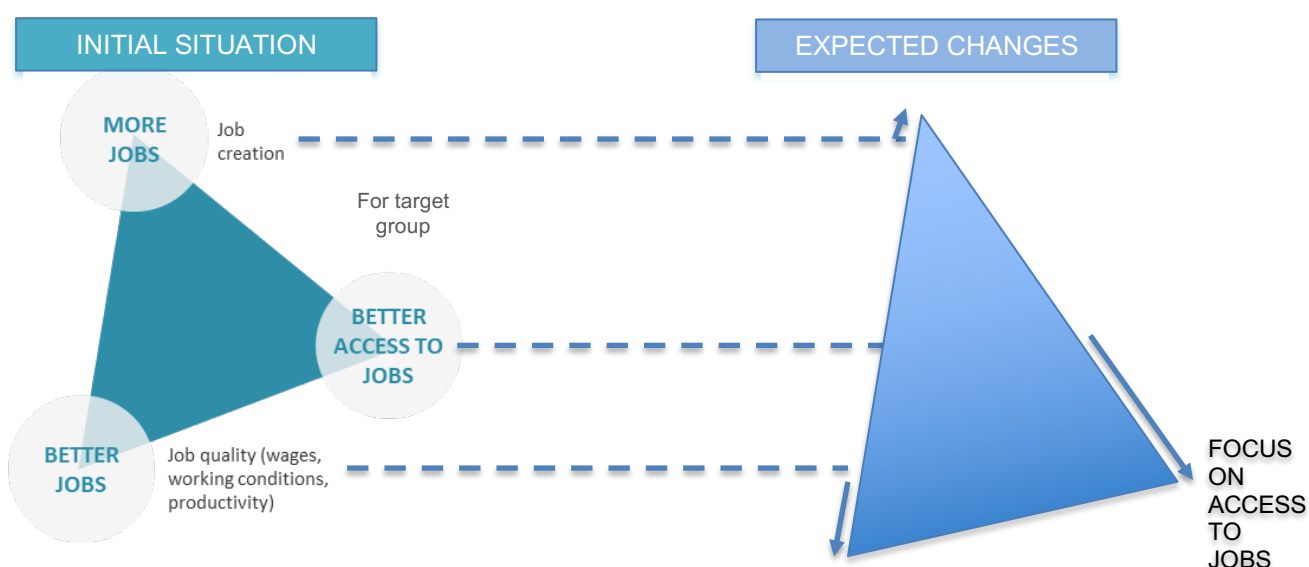 INITIAL SITUATION
EXPECTED CHANGES
MORE
JOBS
Job
creation
For target
group
BETTER
ACCESS TO
JOBS
BETTER
JOBS
Job quality (wages,
working conditions,
productivity)
FOCUS
ON
ACCESS
TO
JOBS